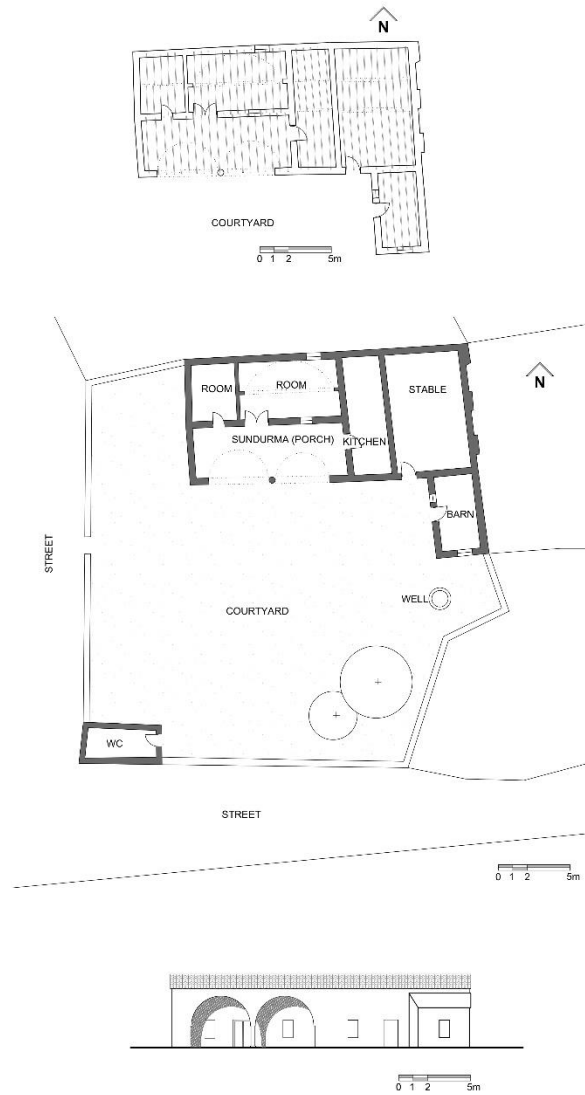 N
COURTYARD
0 1 2 5m
N
ROOM
ROOM
STABLE
SUNDURMA (PORCH)
KITCHEN
BARN
STREET
WELL
COURTYARD
WC
STREET
0 1 2 5m
0 1 2 5m